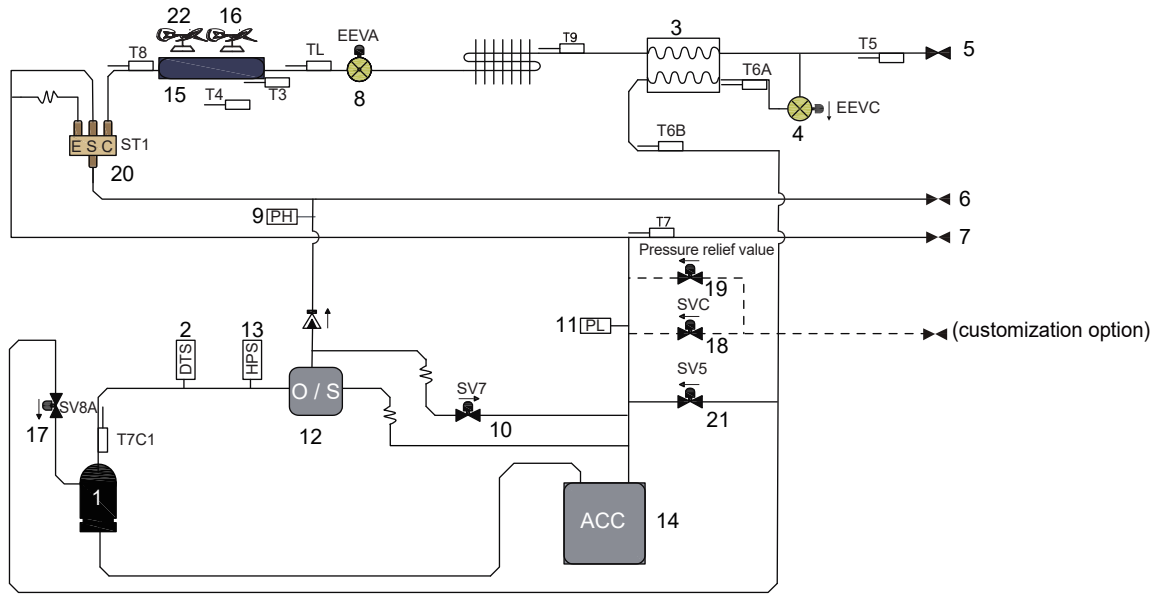 22
16
3
T8
TL
EEVA
T9
T5
5
15
T4
T3
8
T6A
EEVC
4
E S C
ST1
20
T6B
6
9
PH
T7
7
Pressure relief value
19
SVC
11
PL
18
(customization option)
2
13
DTS
HPS
SV5
O / S
SV7
21
SV8A
17
T7C1
12
10
1
ACC
14